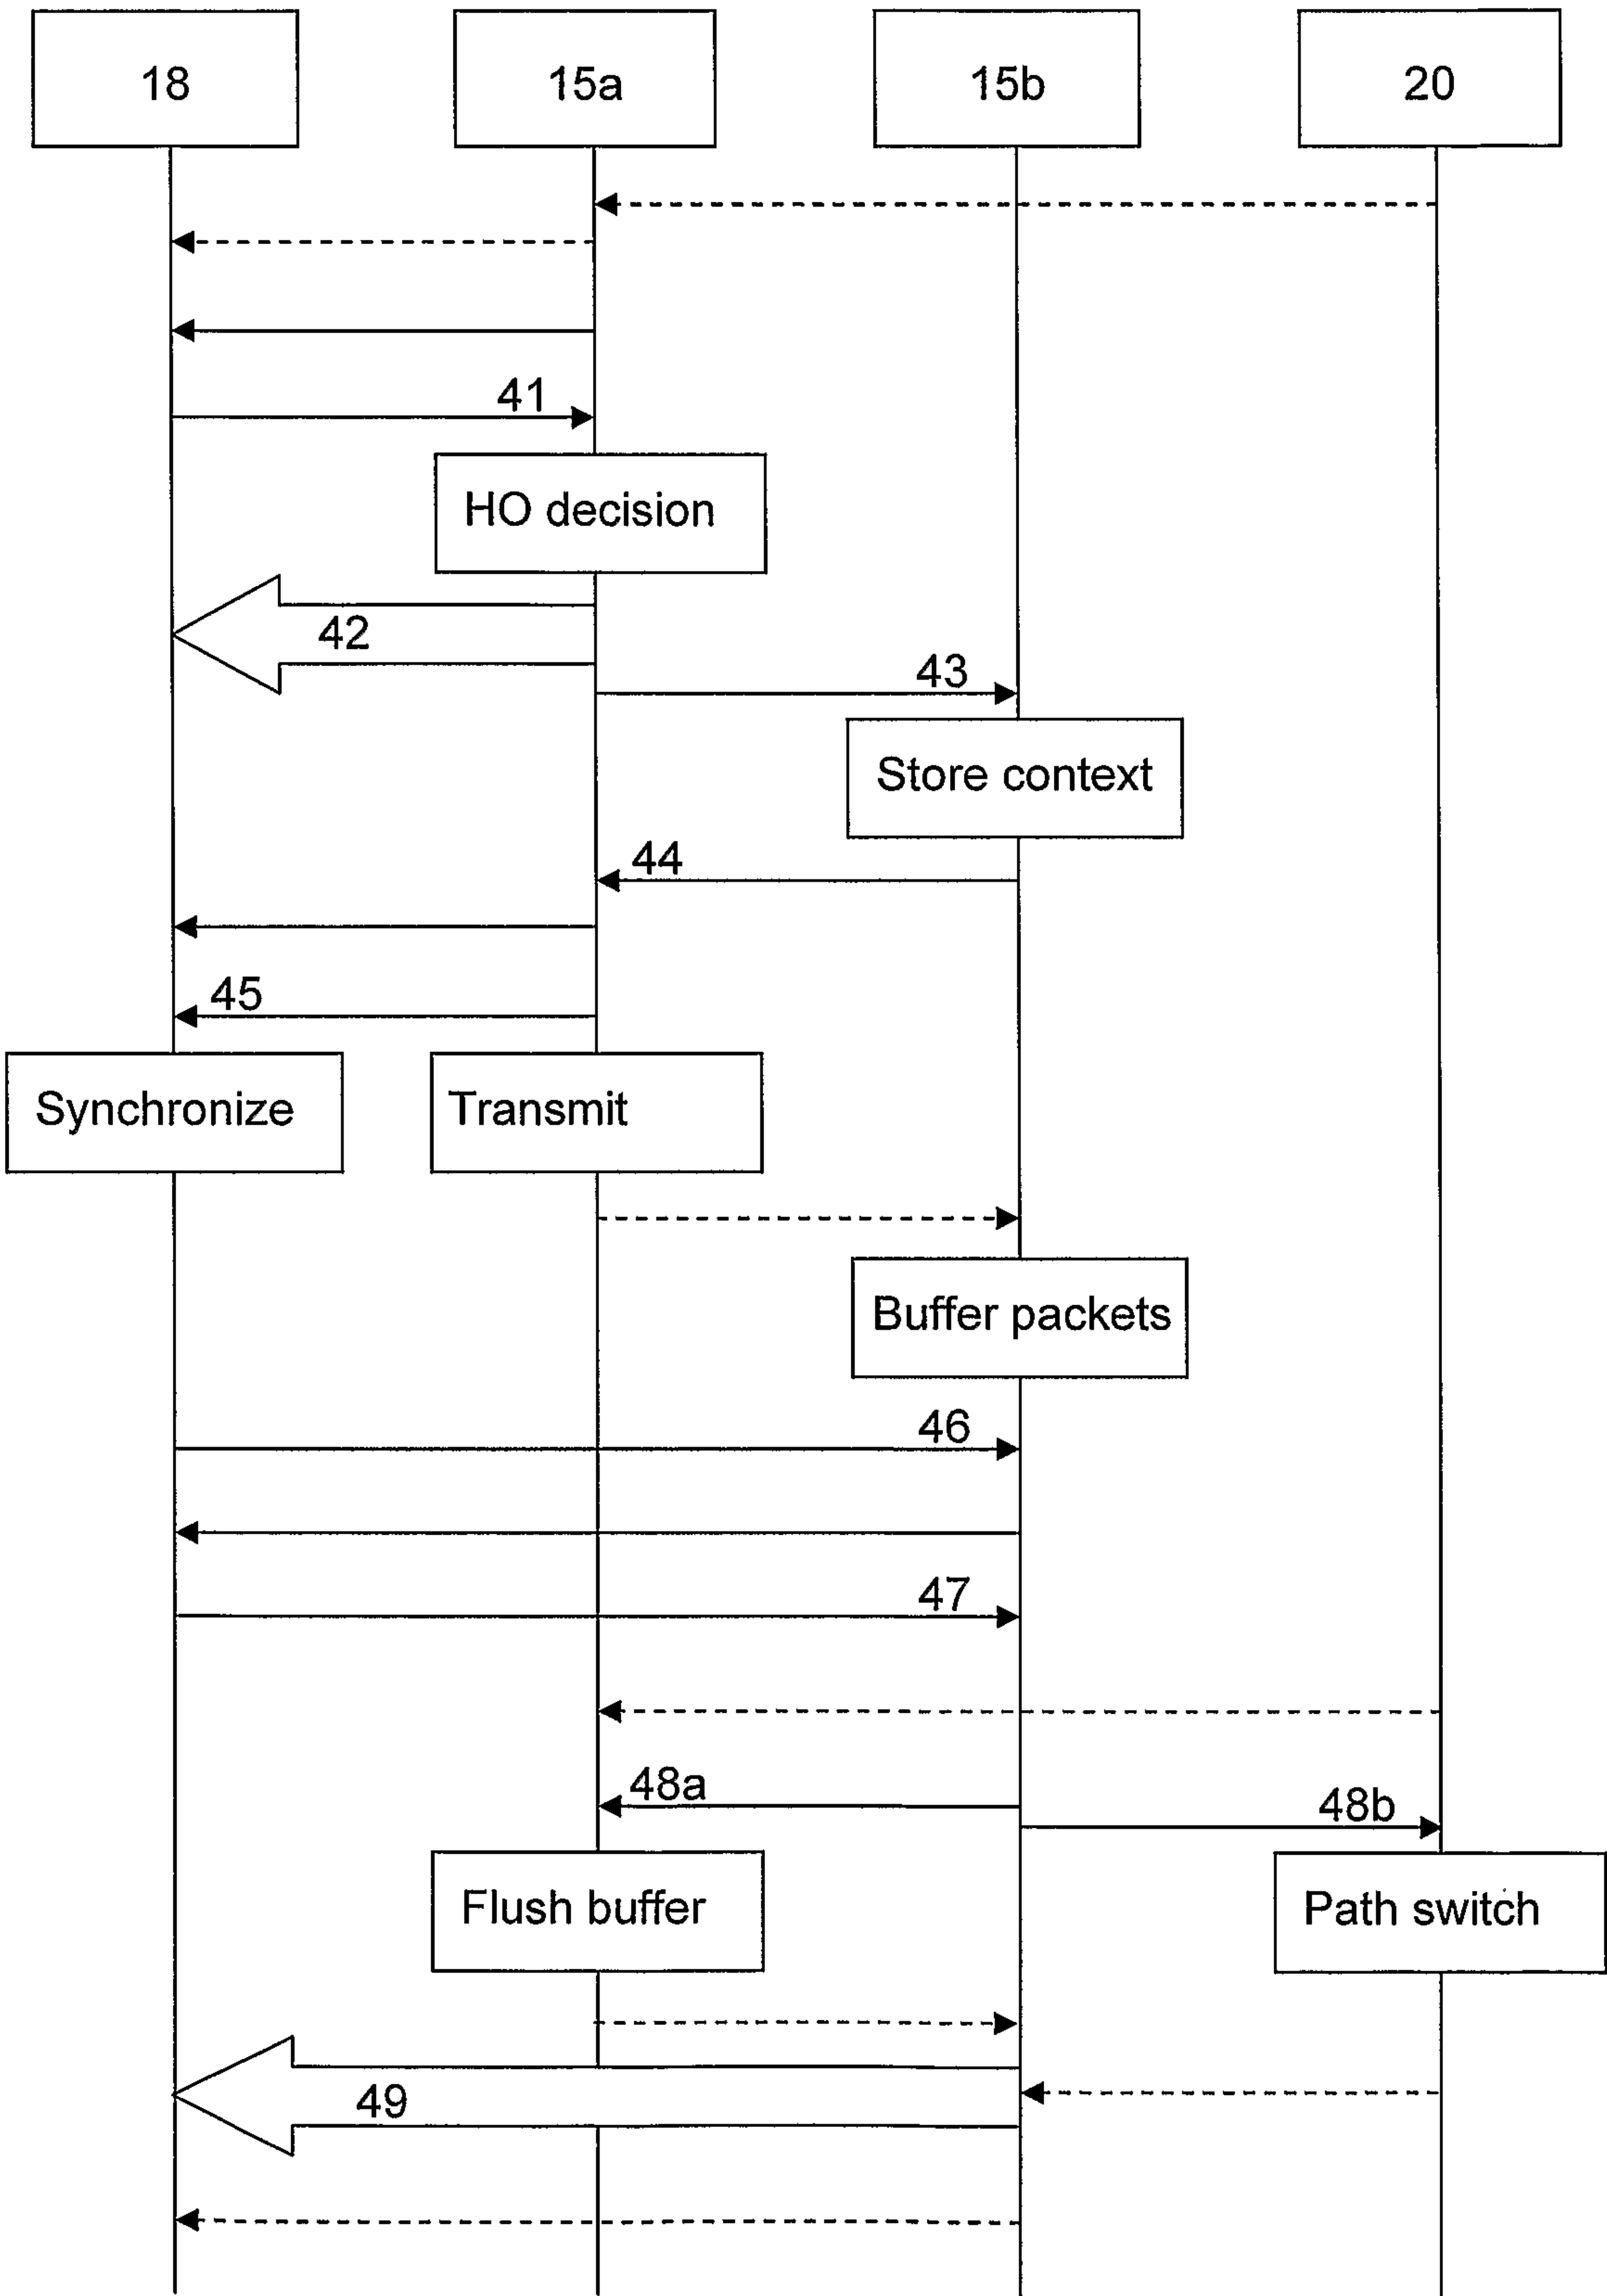 18
15a
15b
20
41
HO decision
42
43
Store context
44
45
Synchronize
Transmit
Buffer packets
46
47
48a
48b
Flush buffer
Path switch
49